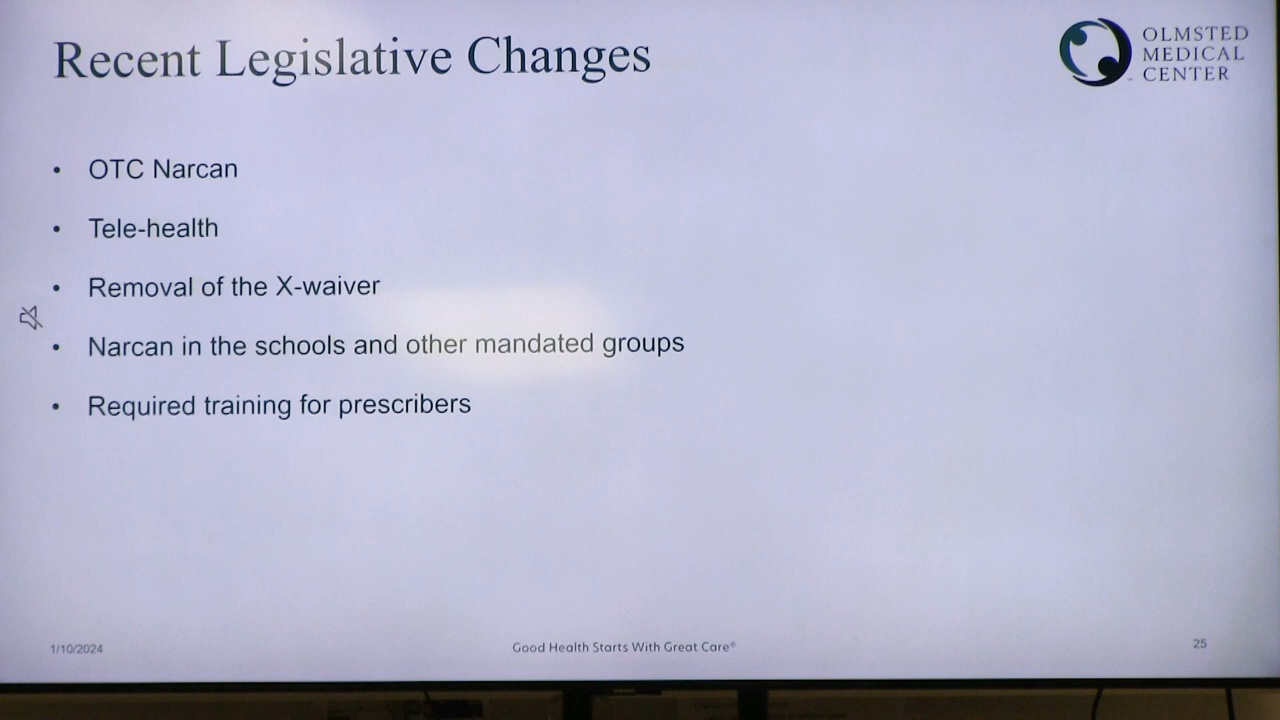 Recent Legislative Changes
OLMSTED
MEDICAL
CENTER
• OTC Narcan
• Tele-health
• Removal of the X-waiver
• Narcan in the schools and other mandated groups
• Required training for prescribers
1/10/2024
Good Health Starts With Great Care®
25